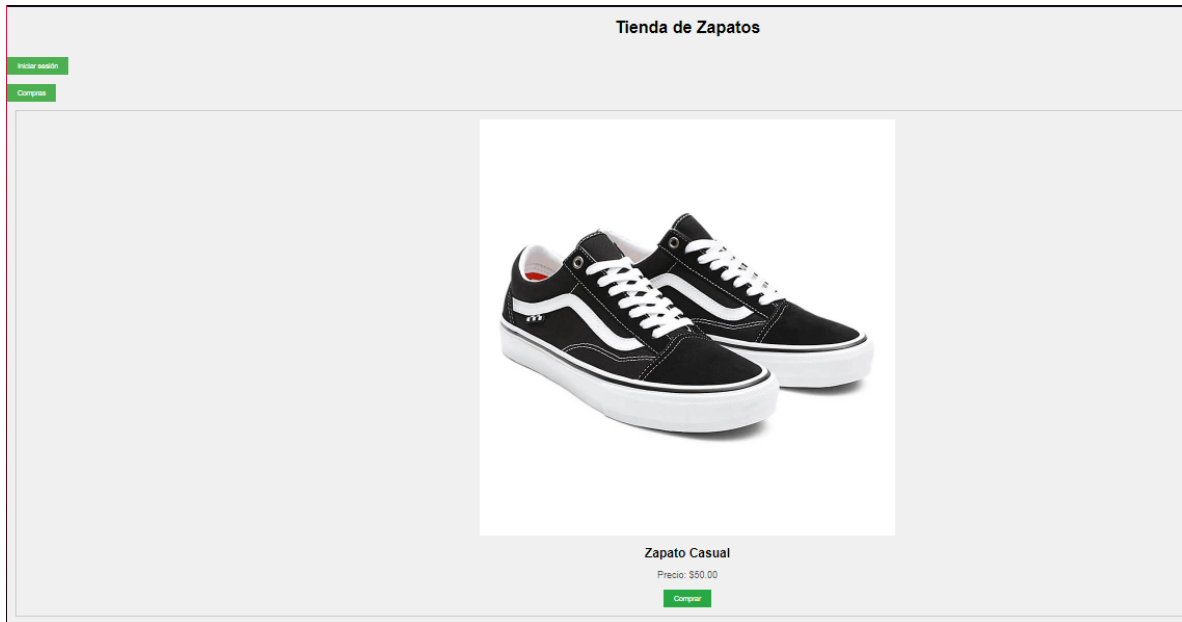 Tienda de Zapatos
Iniciar sesión
Compras
Zapato Casual
Precio: $50.00
Comprar